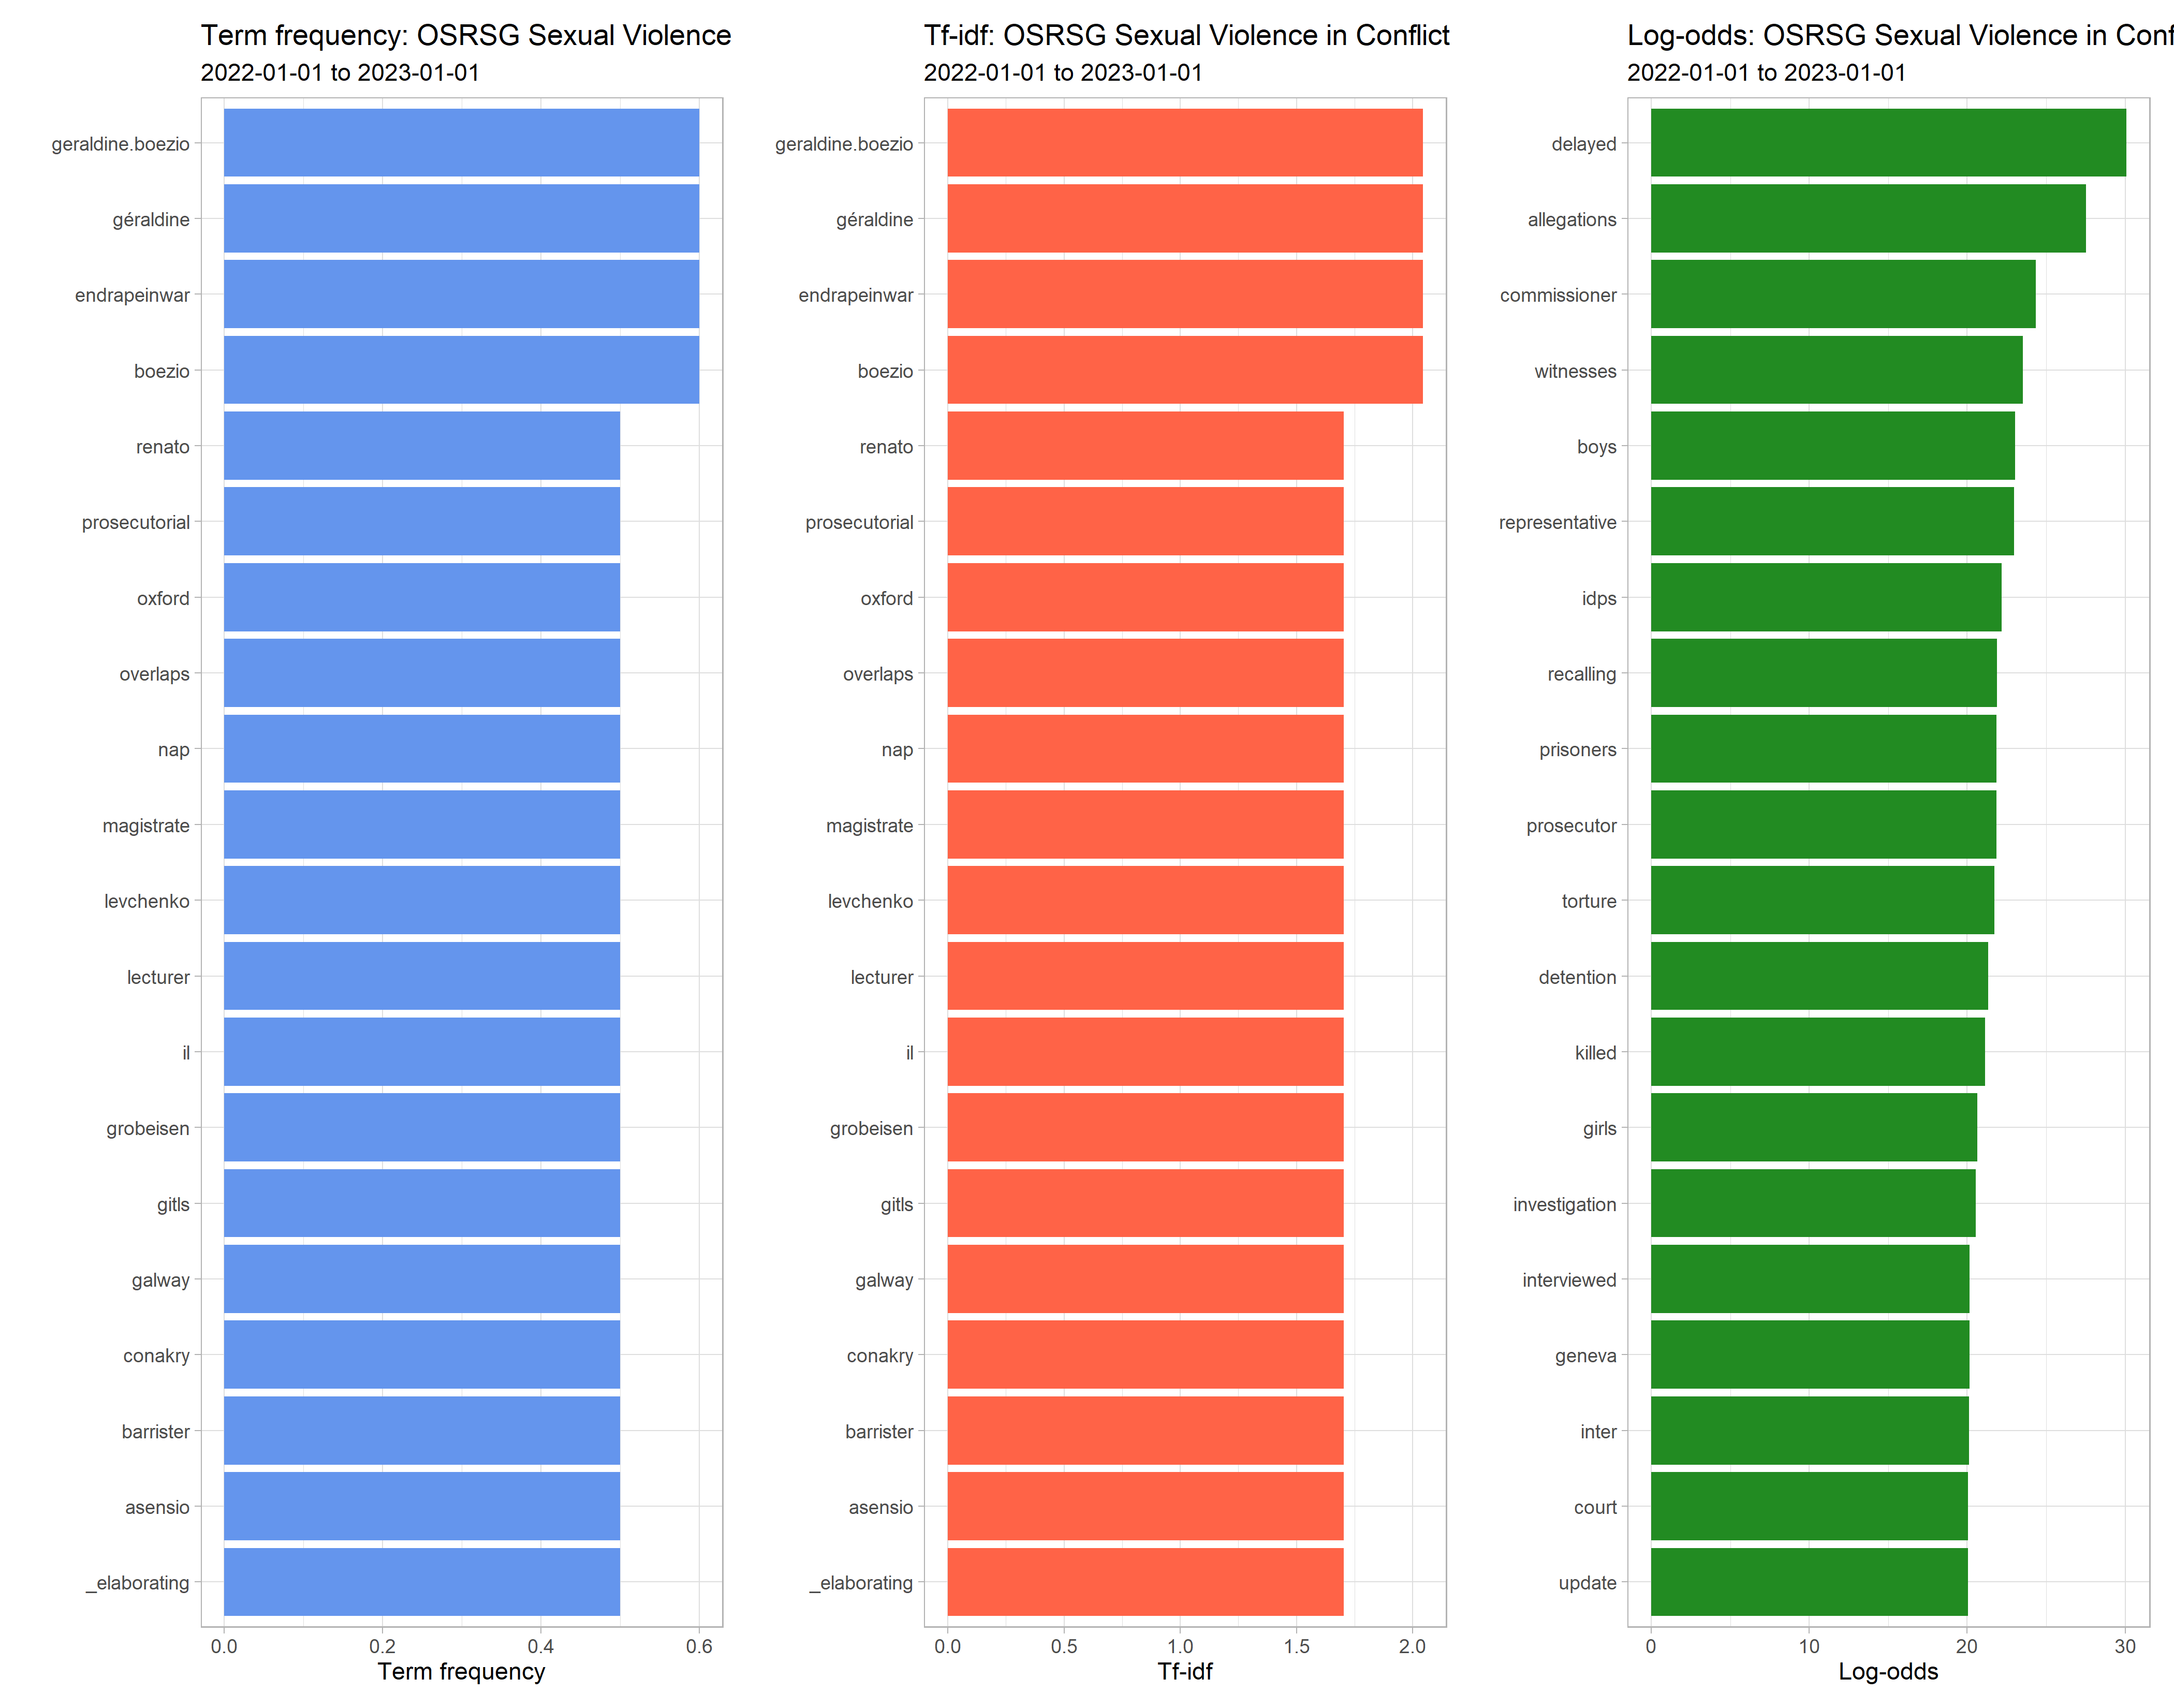 Term frequency: OSRSG Sexual Violence
2022-01-01 to 2023-01-01
geraldine.boezio
géraldine
endrapeinwar
boezio
renato
prosecutorial
oxford
overlaps
nap
magistrate
levchenko
lecturer
il
grobeisen
gitls
galway
conakry
barrister
asensio
_elaborating
0.0 0.2 0.4 0.6
Term frequency
Tf-idf: OSRSG Sexual Violence in Conflict
2022-01-01 to 2023-01-01
geraldine.boezio
géraldine
endrapeinwar
boezio
renato
prosecutorial
oxford
overlaps
nap
magistrate
levchenko
lecturer
il
grobeisen
gitls
galway
conakry
barrister
asensio
_elaborating
0.0 0.5 1.0 1.5 2.0
Tf-idf
Log-odds: OSRSG Sexual Violence in Conf
2022-01-01 to 2023-01-01
delayed
allegations
commissioner
witnesses
boys
representative
idps
recalling
prisoners
prosecutor
torture
detention
killed
girls
investigation
interviewed
geneva
inter
court
update
0 10 20 30
Log-odds